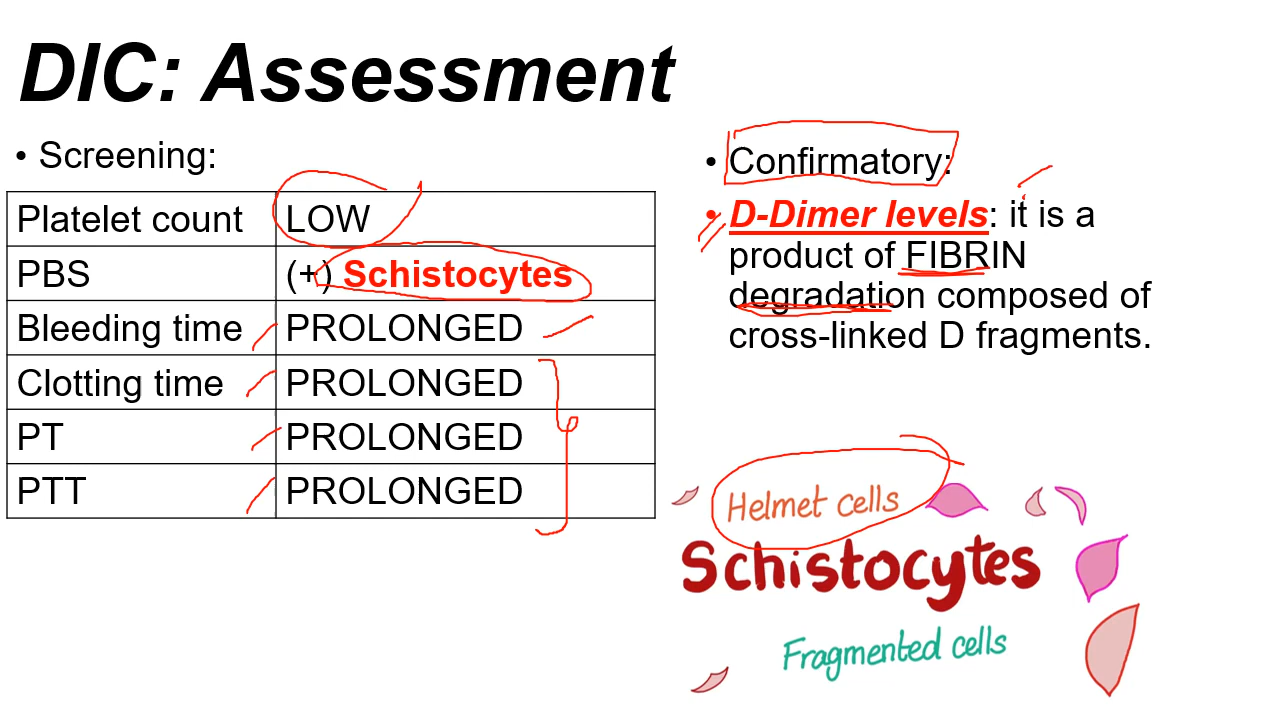 DIC: Assessment
• Screening:
Platelet count LOW
PBS (+) Schistocytes
Bleeding time PROLONGED
Clotting time PROLONGED
PT PROLONGED
PTT PROLONGED
• Confirmatory:
• D-Dimer levels: it is a
product of FIBRIN
degradation composed of
cross-linked D fragments.
Helmet cells
Schistocytes
Fragmented cells